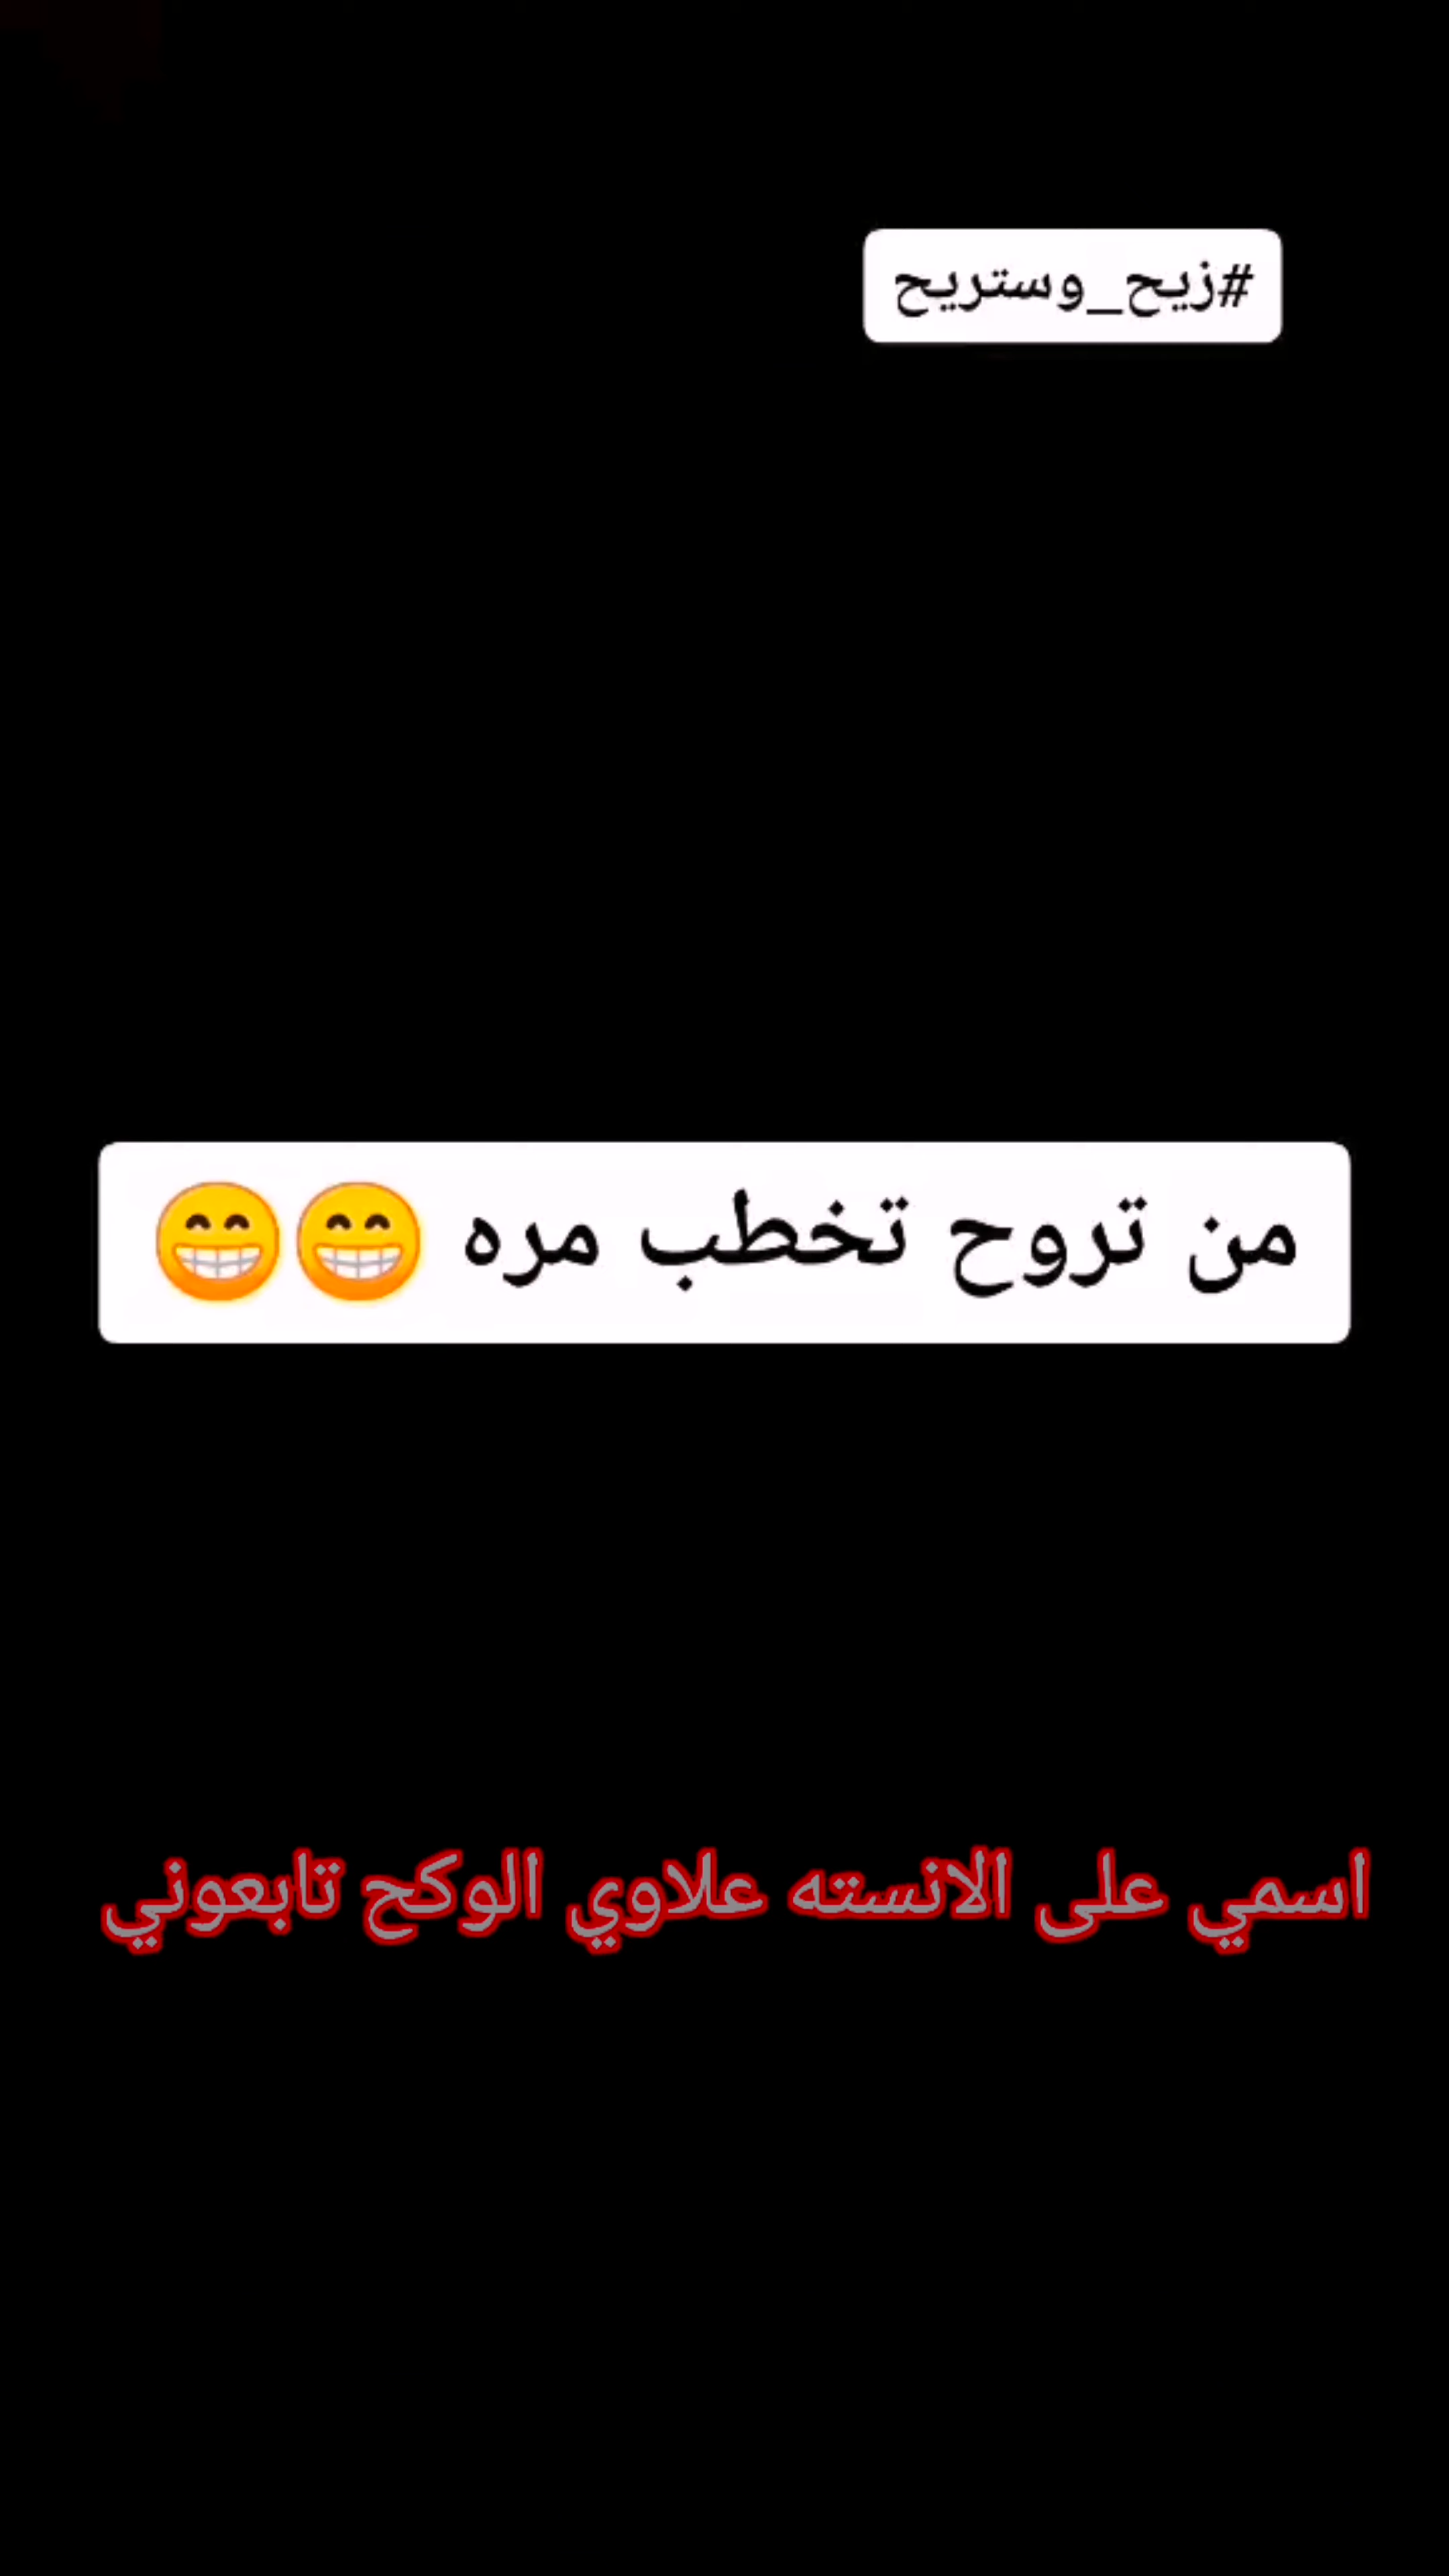 #زيح_وستريح
من تروح تخطب مره 😁😁
اسمي على الانسته علاوي الوكح تابعوني